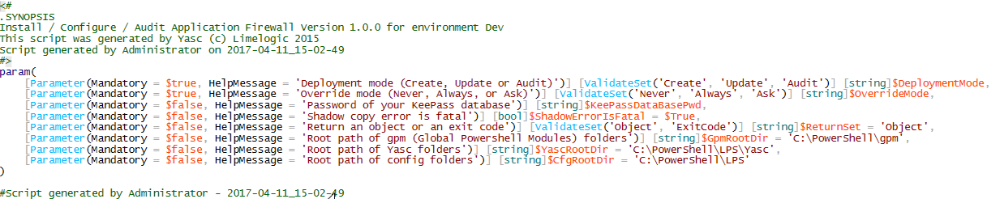 <#
.SYNOPSIS
Install / Configure / Audit Application Firewall Version 1.0.0 for environment Dev
This script was generated by Yasc (c) Limelogic 2015
Script generated by Administrator on 2017-04-11_15-02-49
#>
param(
    [Parameter(Mandatory = $true, HelpMessage = 'Deployment mode (Create, Update or Audit)')] [ValidateSet('Create', 'Update', 'Audit')] [string]$DeploymentMode,
    [Parameter(Mandatory = $true, HelpMessage = 'Override mode (Never, Always, or Ask)')] [ValidateSet('Never', 'Always', 'Ask')] [string]$OverrideMode,
    [Parameter(Mandatory = $false, HelpMessage = 'Password of your KeePass database')] [string]$KeePassDataBasePwd,
    [Parameter(Mandatory = $false, HelpMessage = 'Shadow copy error is fatal')] [bool]$ShadowErrorIsFatal = $True,
    [Parameter(Mandatory = $false, HelpMessage = 'Return an object or an exit code')] [ValidateSet('Object', 'ExitCode')] [string]$ReturnSet = 'Object',
    [Parameter(Mandatory = $false, HelpMessage = 'Root path of gpm (Global Powershell Modules) folders')] [string]$GpmRootDir = 'C:\PowerShell\gpm',
    [Parameter(Mandatory = $false, HelpMessage = 'Root path of Yasc folders')] [string]$YascRootDir = 'C:\PowerShell\LPS\Yasc',
    [Parameter(Mandatory = $false, HelpMessage = 'Root path of config folders')] [string]$CfgRootDir = 'C:\PowerShell\LPS'
)
#Script generated by Administrator - 2017-04-11_15-02-49